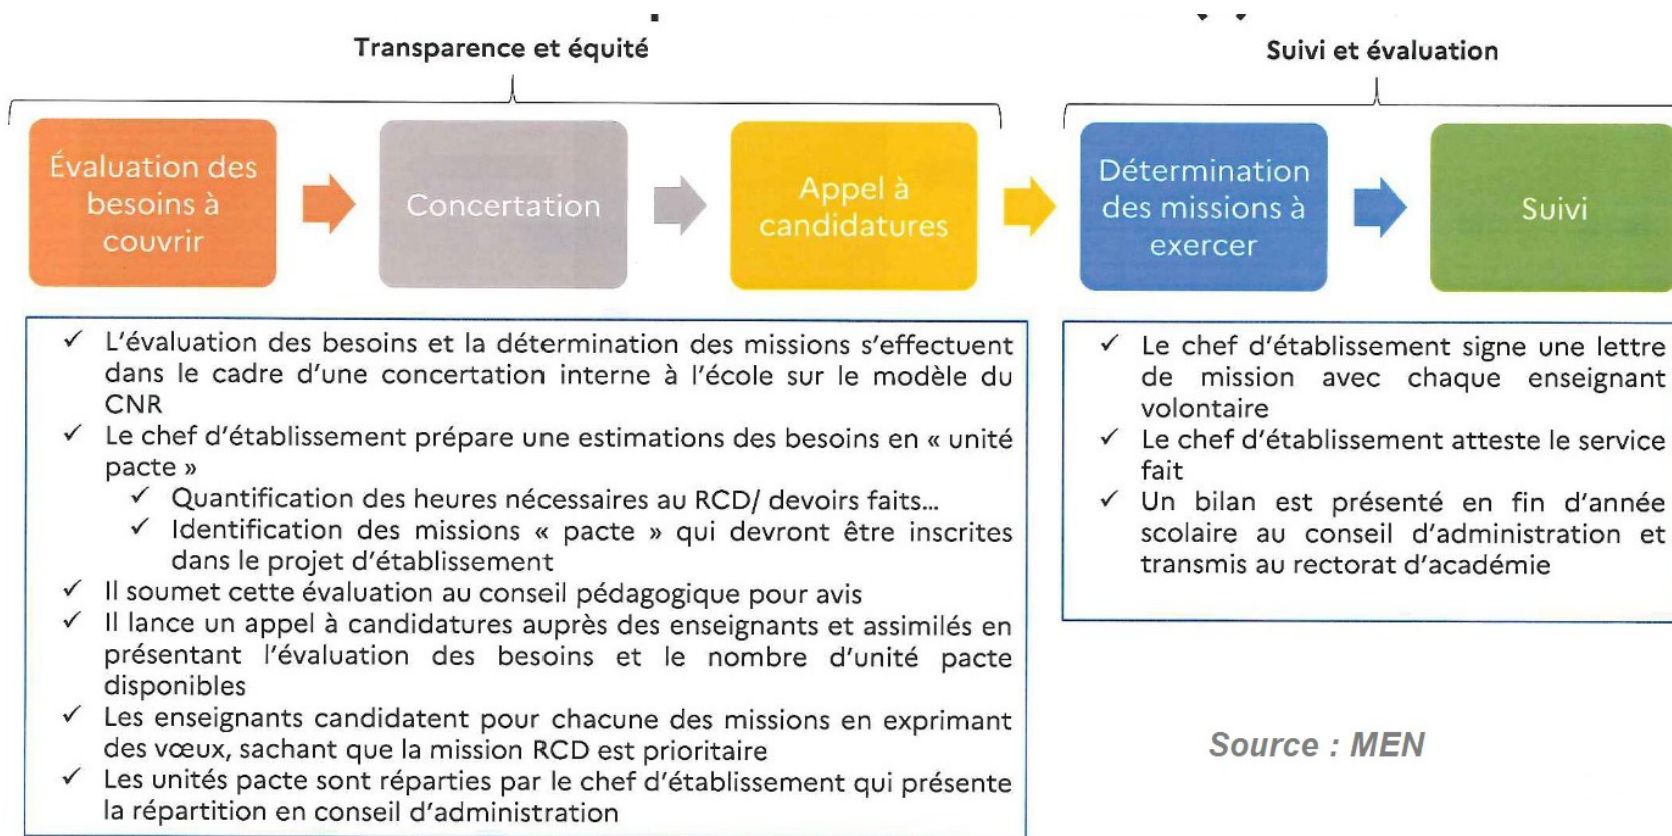 Transparence et équité
Suivi et évaluation
Évaluation des
besoins à
couvrir
Concertation
Appel à
candidatures
Détermination
des missions à
exercer
Suivi
✓ L'évaluation des besoins et la détermination des missions s'effectuent
dans le cadre d'une concertation interne à l'école sur le modèle du
CNR
✓ Le chef d'établissement prépare une estimations des besoins en « unité
pacte »
✓ Quantification des heures nécessaires au RCD/ devoirs faits...
✓ Identification des missions « pacte » qui devront être inscrites
dans le projet d'établissement
✓ Il soumet cette évaluation au conseil pédagogique pour avis
✓ Il lance un appel à candidatures auprès des enseignants et assimilés en
présentant l'évaluation des besoins et le nombre d'unité pacte
disponibles
✓ Les enseignants candidatent pour chacune des missions en exprimant
des vœux, sachant que la mission RCD est prioritaire
✓ Les unités pacte sont réparties par le chef d'établissement qui présente
la répartition en conseil d'administration
✓ Le chef d'établissement signe une lettre
de mission avec chaque enseignant
volontaire
✓ Le chef d'établissement atteste le service
fait
✓ Un bilan est présenté en fin d'année
scolaire au conseil d'administration et
transmis au rectorat d'académie
Source : MEN